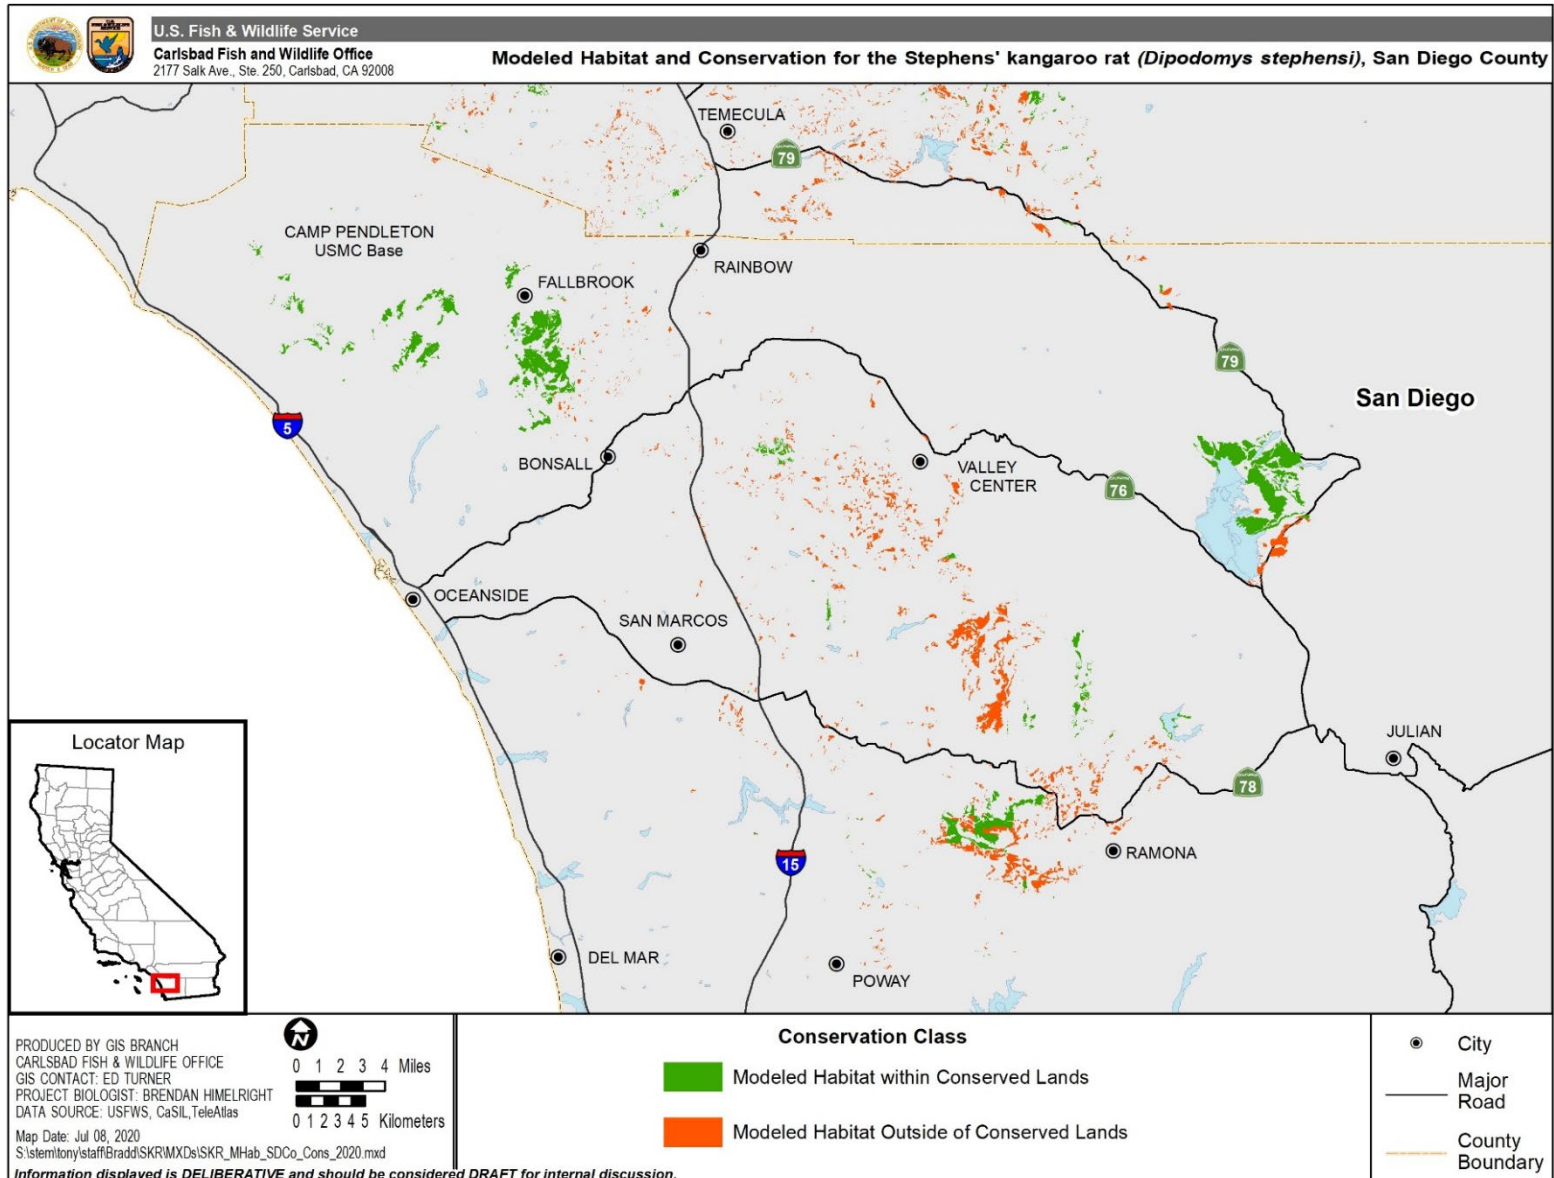 U.S. Fish & Wildlife Service
Carlsbad Fish and Wildlife Office
2177 Salk Ave., Ste. 250, Carlsbad, CA 92008
Modeled Habitat and Conservation for the Stephens' kangaroo rat (Dipodomys stephensi), San Diego County
TEMECULA
79
CAMP PENDLETON
USMC Base
RAINBOW
FALLBROOK
79
San Diego
5
BONSALL
VALLEY
CENTER
76
OCEANSIDE
SAN MARCOS
JULIAN
78
RAMONA
15
DEL MAR
POWAY
Locator Map
PRODUCED BY GIS BRANCH
CARLSBAD FISH & WILDLIFE OFFICE
GIS CONTACT: ED TURNER
PROJECT BIOLOGIST: BRENDAN HIMELRIGHT
DATA SOURCE: USFWS, CaSIL,TeleAtlas
Map Date: Jul 08, 2020
S:\stem\tony\staff\Bradd\SKR\MXDs\SKR_MHab_SDCo_Cons_2020.mxd
Information displayed is DELIBERATIVE and should be considered DRAFT for internal discussion.
N
0 1 2 3 4 Miles
0 1 2 3 4 5 Kilometers
Conservation Class
Modeled Habitat within Conserved Lands
Modeled Habitat Outside of Conserved Lands
City
Major
Road
County
Boundary